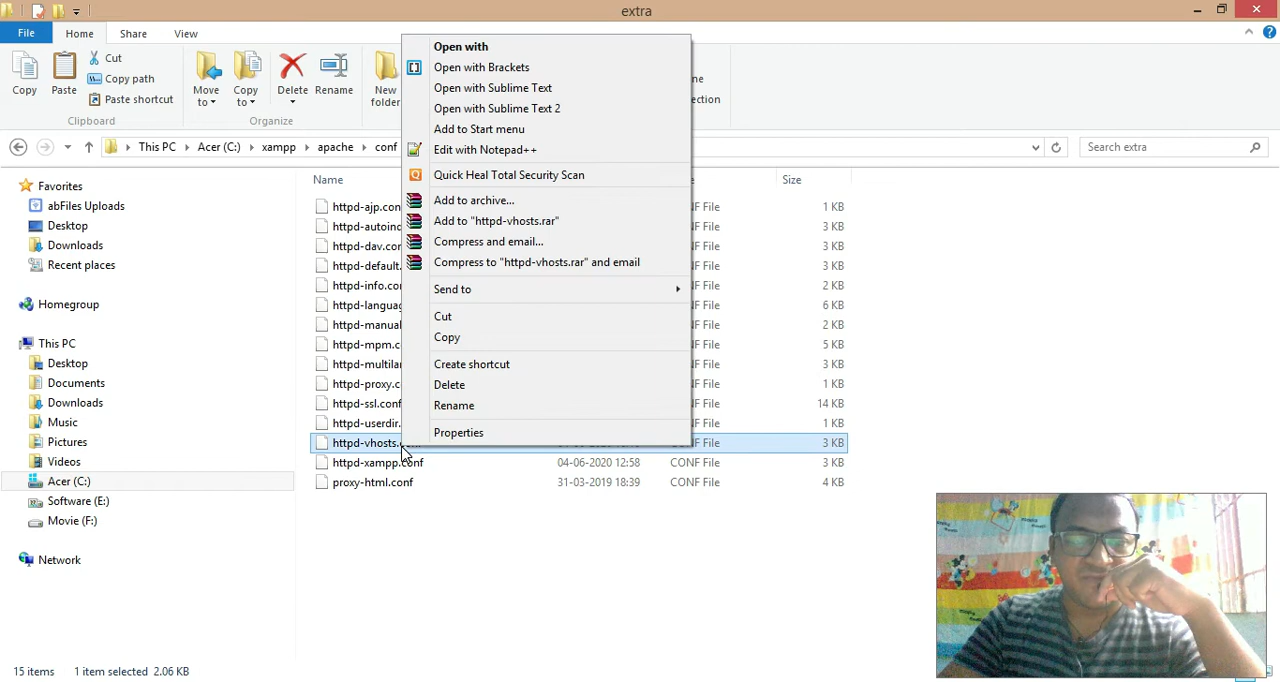 extra
File
Home
Share
View
Copy
Paste
Cut
Copy path
Paste shortcut
Clipboard
Move to
Copy to
Delete
Rename
New folder
Organize
This PC
Acer (C:)
xampp
apache
conf
Search extra
Favorites
abFiles Uploads
Desktop
Downloads
Recent places
Homegroup
This PC
Desktop
Documents
Downloads
Music
Pictures
Videos
Acer (C:)
Software (E:)
Movie (F:)
Network
Name
Size
httpd-ajp.con
1 KB
httpd-autoind
3 KB
httpd-dav.con
3 KB
httpd-default.
3 KB
httpd-info.con
2 KB
httpd-languag
6 KB
httpd-manual
2 KB
httpd-mpm.c
5 KB
httpd-multilan
httpd-proxy.c
1 KB
httpd-ssl.conf
14 KB
httpd-userdir.
1 KB
httpd-vhosts.
3 KB
httpd-xampp.conf 04-06-2020 12:58 CONF File 3 KB
proxy-html.conf 31-03-2019 18:39 CONF File 4 KB
Open with
Open with Brackets
Open with Sublime Text
Open with Sublime Text 2
Add to Start menu
Edit with Notepad++
Quick Heal Total Security Scan
Add to archive...
Add to "httpd-vhosts.rar"
Compress and email...
Compress to "httpd-vhosts.rar" and email
Send to
Cut
Copy
Create shortcut
Delete
Rename
Properties
15 items 1 item selected 2.06 KB